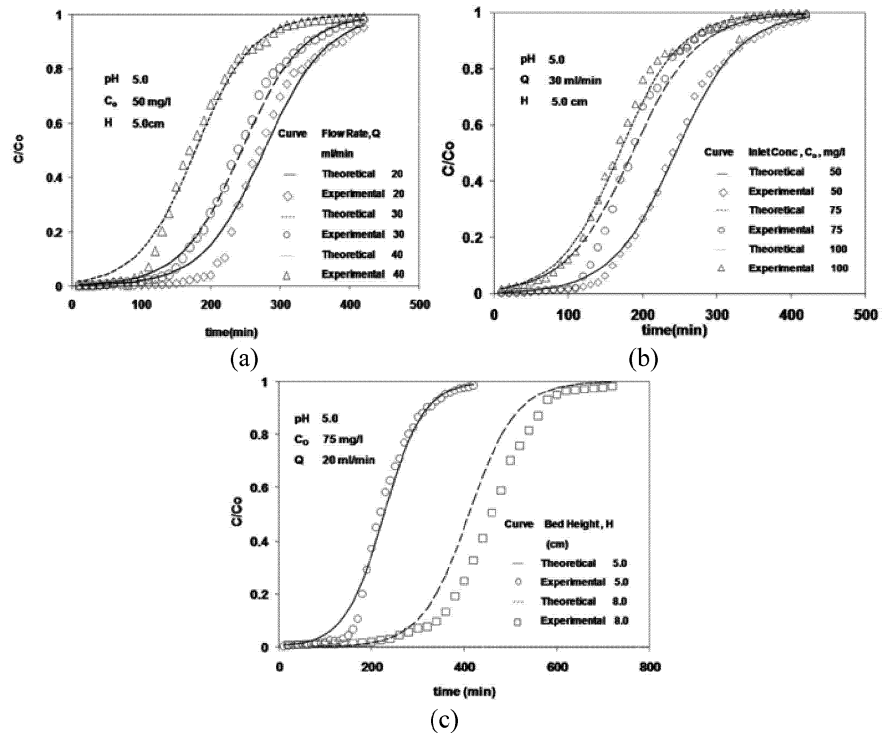 C/Co
1
0.8
0.6
0.4
0.2
0
pH 5.0
Co 50 mg/l
H 5.0cm
Curve Flow Rate, Q
ml/min
Theoretical 20
Experimental 20
Theoretical 30
Experimental 30
Theoretical 40
Experimental 40
0 100 200 300 400 500
time(min)
(a)
C/Co
1
0.8
0.6
0.4
0.2
0
pH 5.0
Q 30 ml/min
H 5.0 cm
Curve Inlet Conc , Co , mg/l
Theoretical 50
Experimental 50
Theoretical 75
Experimental 75
Theoretical 100
Experimental 100
0 100 200 300 400 500
time(min)
(b)
C/Co
1
0.8
0.6
0.4
0.2
0
pH 5.0
Co 75 mg/l
Q 20 ml/min
Curve Bed Height , H
(cm)
Theoretical 5.0
Experimental 5.0
Theoretical 8.0
Experimental 8.0
0 200 400 600 800
time (min)
(c)